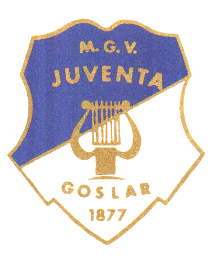 M. G. V.
JUVENTA
GOSLAR
1877